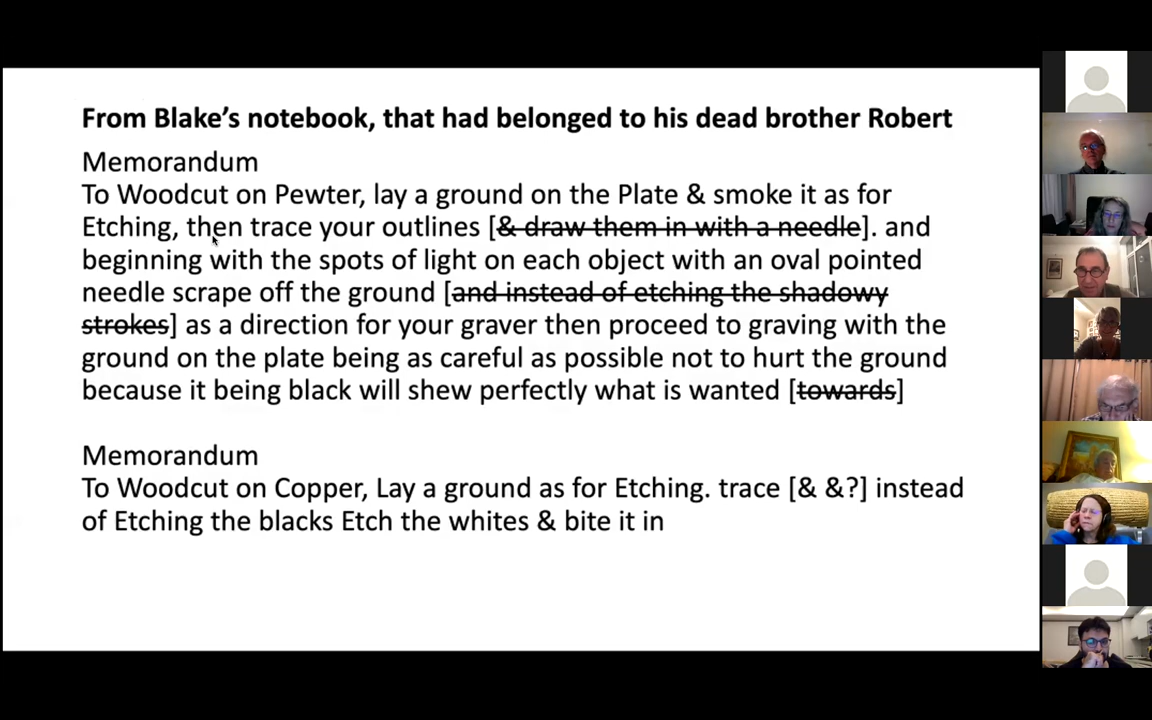 From Blake’s notebook, that had belonged to his dead brother Robert
Memorandum
To Woodcut on Pewter, lay a ground on the Plate & smoke it as for
Etching, then trace your outlines [& draw them in with a needle]. and
beginning with the spots of light on each object with an oval pointed
needle scrape off the ground [and instead of etching the shadowy
strokes] as a direction for your graver then proceed to graving with the
ground on the plate being as careful as possible not to hurt the ground
because it being black will shew perfectly what is wanted [towards]
Memorandum
To Woodcut on Copper, Lay a ground as for Etching. trace [& &?] instead
of Etching the blacks Etch the whites & bite it in